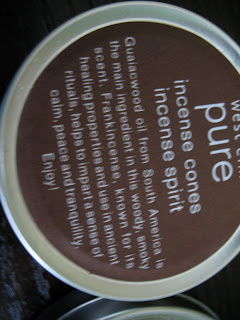 pure
incense cones
incense spirit
Guaiacwood oil from South America is
the main ingredient in this woody, smoky
scent. Frankincense, known for its
healing properties and use in ancient
rituals, helps to impart a sense of
calm, peace and tranquility.
Enjoy!